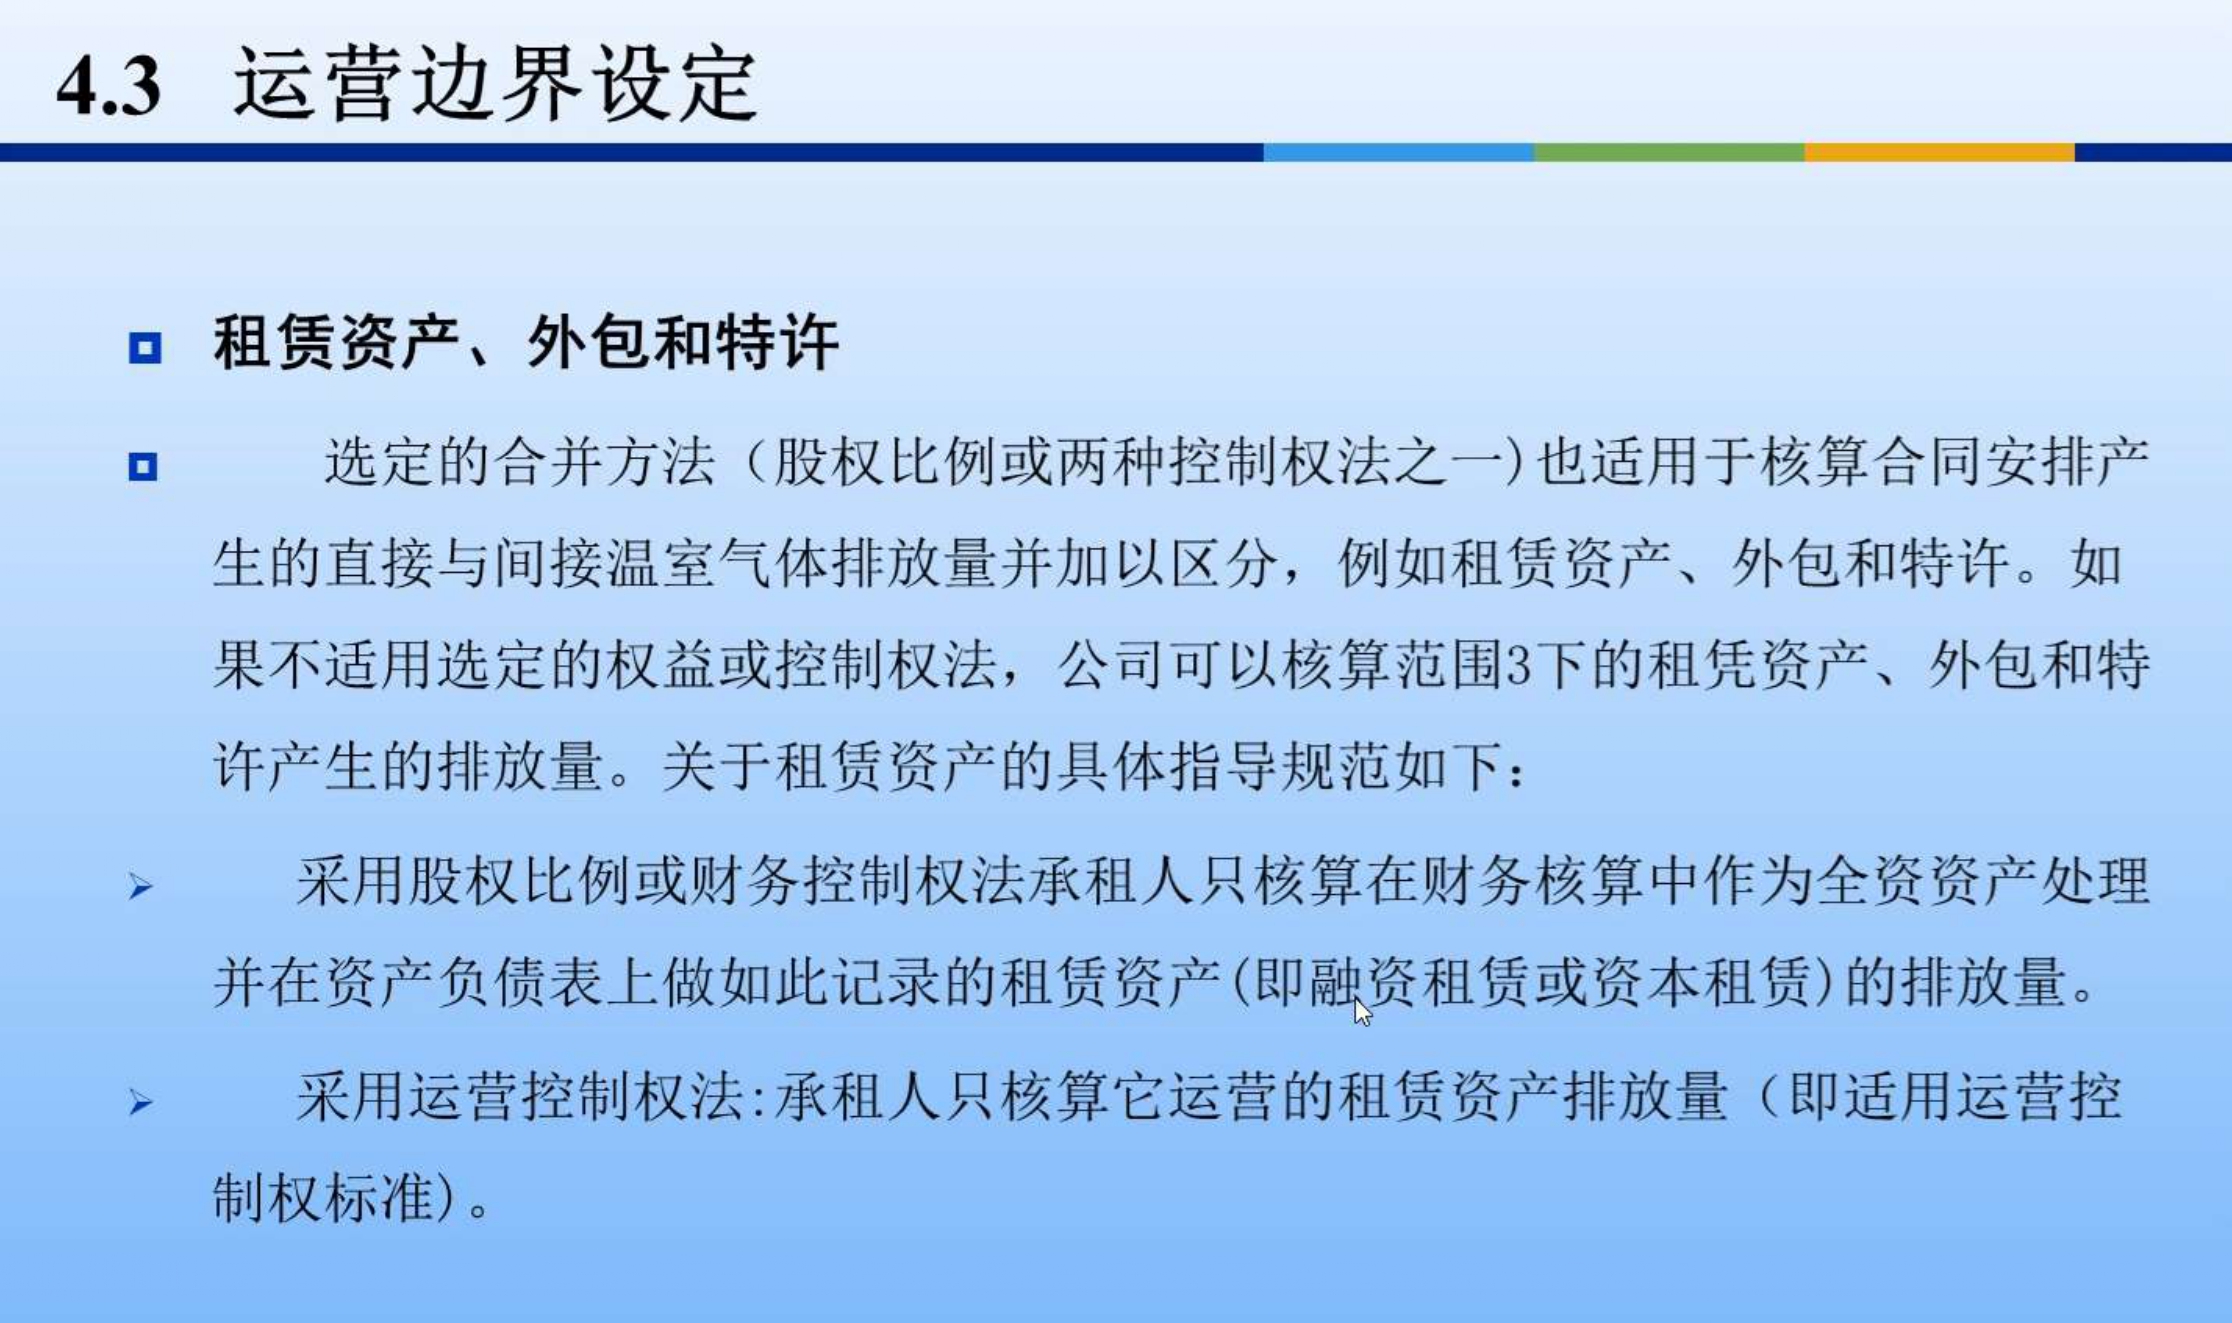 4.3 运营边界设定
租赁资产、外包和特许
选定的合并方法（股权比例或两种控制权法之一)也适用于核算合同安排产
生的直接与间接温室气体排放量并加以区分，例如租赁资产、外包和特许。如
果不适用选定的权益或控制权法，公司可以核算范围3下的租凭资产、外包和特
许产生的排放量。关于租赁资产的具体指导规范如下：
采用股权比例或财务控制权法承租人只核算在财务核算中作为全资资产处理
并在资产负债表上做如此记录的租赁资产(即融资租赁或资本租赁)的排放量。
采用运营控制权法:承租人只核算它运营的租赁资产排放量（即适用运营控
制权标准)。